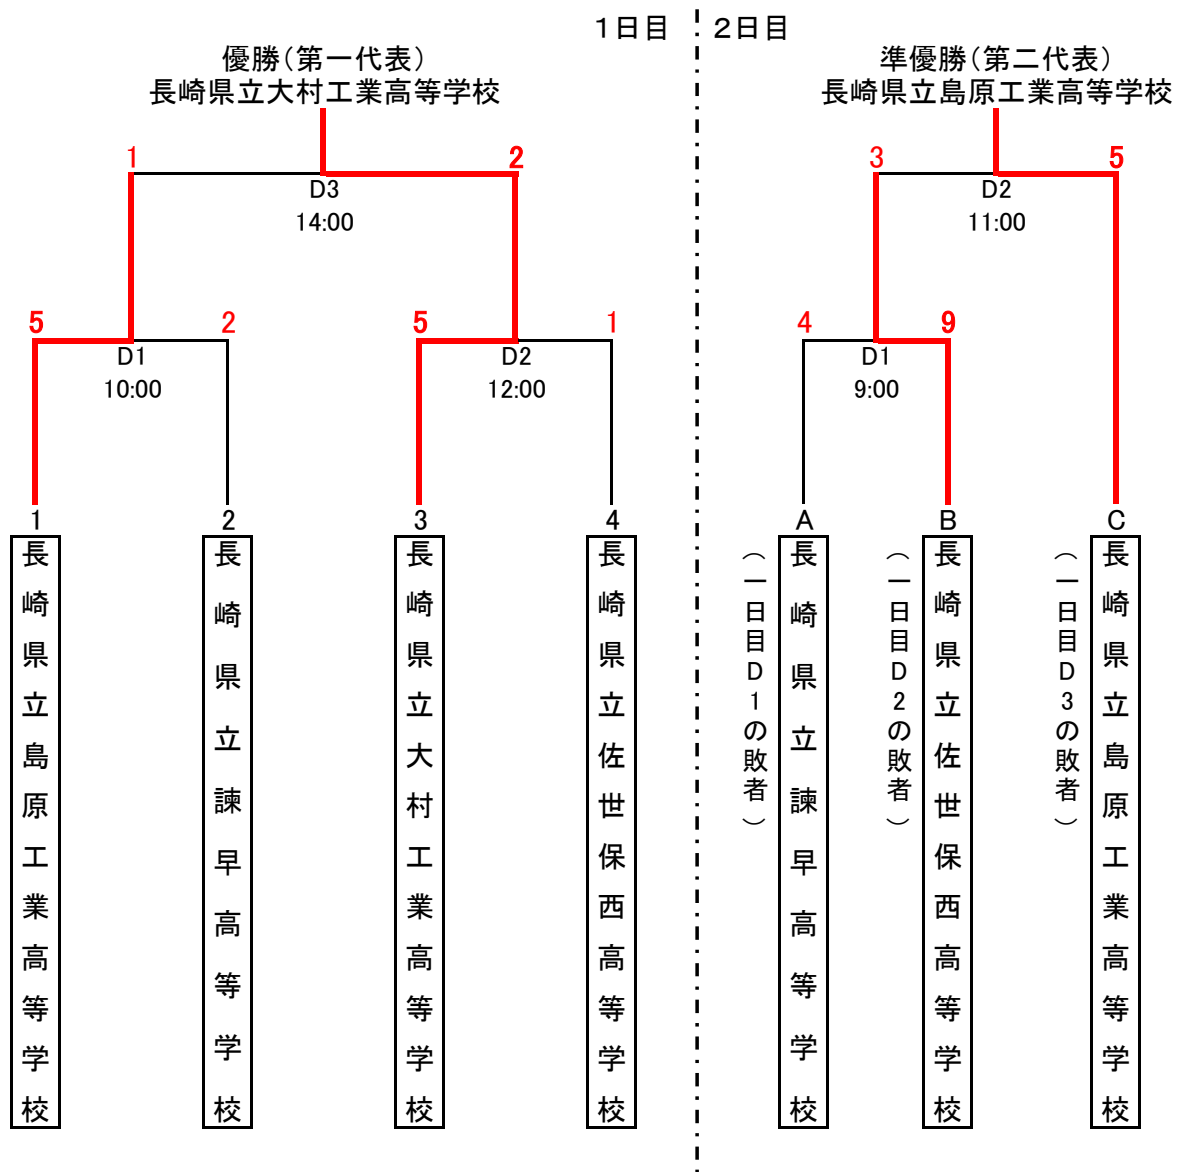 1日目
2日目
優勝（第一代表）
長崎県立大村工業高等学校
1
2
D3
14:00
5
2
D1
10:00
5
1
D2
12:00
1
長崎県立島原工業高等学校
2
長崎県立諫早高等学校
3
長崎県立大村工業高等学校
4
長崎県立佐世保西高等学校
準優勝（第二代表）
長崎県立島原工業高等学校
3
5
D2
11:00
4
9
D1
9:00
A
長崎県立諫早高等学校
（一日目D1の敗者）
B
長崎県立佐世保西高等学校
（一日目D2の敗者）
C
長崎県立島原工業高等学校
（一日目D3の敗者）